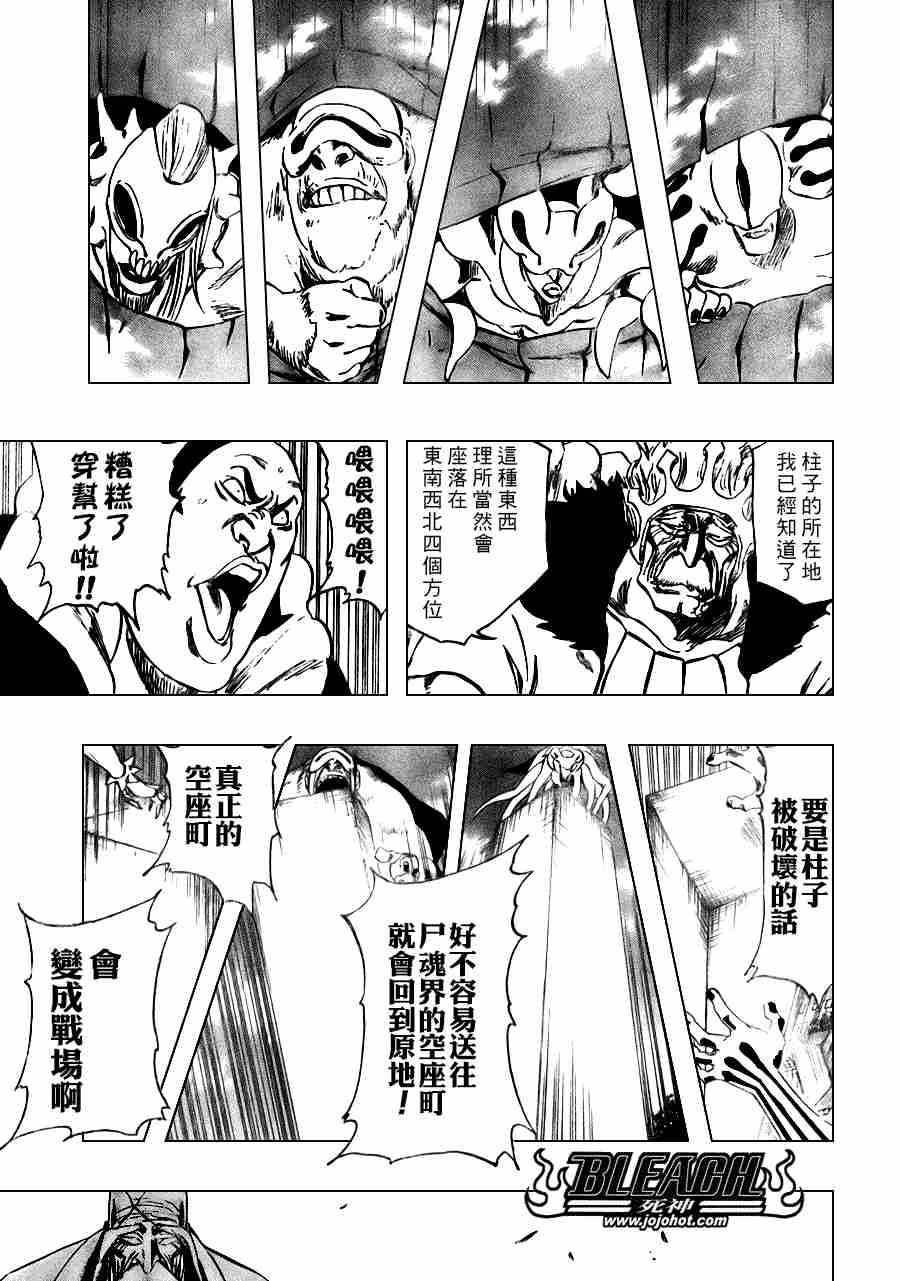 柱子的所在地
我已經知道了
這種東西
理所當然會
座落在
東南西北四個方位
喂喂喂喂！
糟糕了
穿幫了啦！！
要是柱子
被破壞的話
好不容易送往
尸魂界的空座町
就會回到原地！
真正的
空座町
會
變成戰場啊
BLEACH
死神
www.jojohot.com